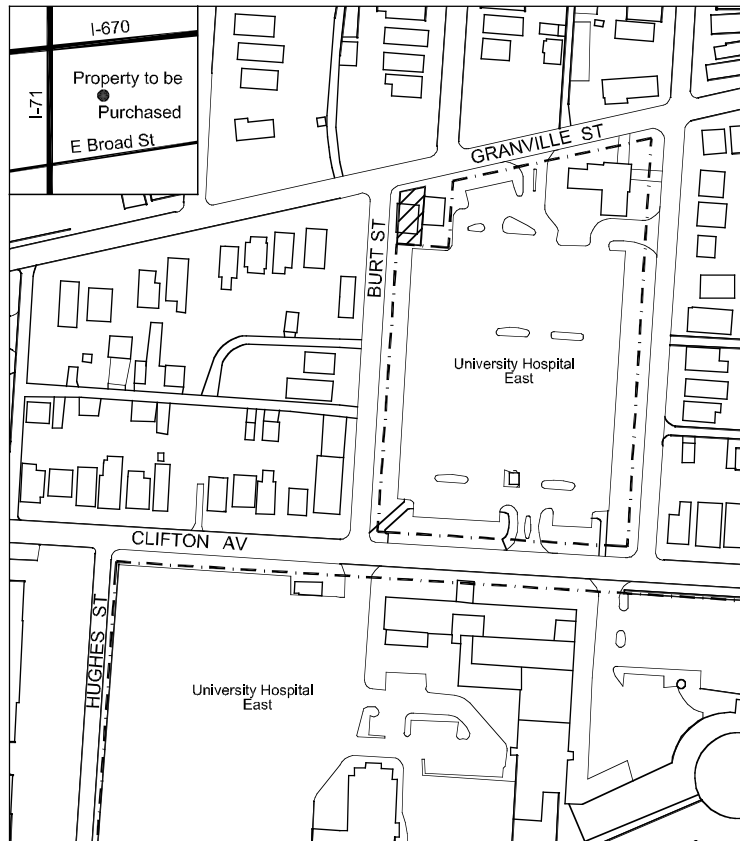 I-670
I-71
Property to be
Purchased
E Broad St
GRANVILLE ST
BURT ST
University Hospital
East
CLIFTON AV
HUGHES ST
University Hospital
East